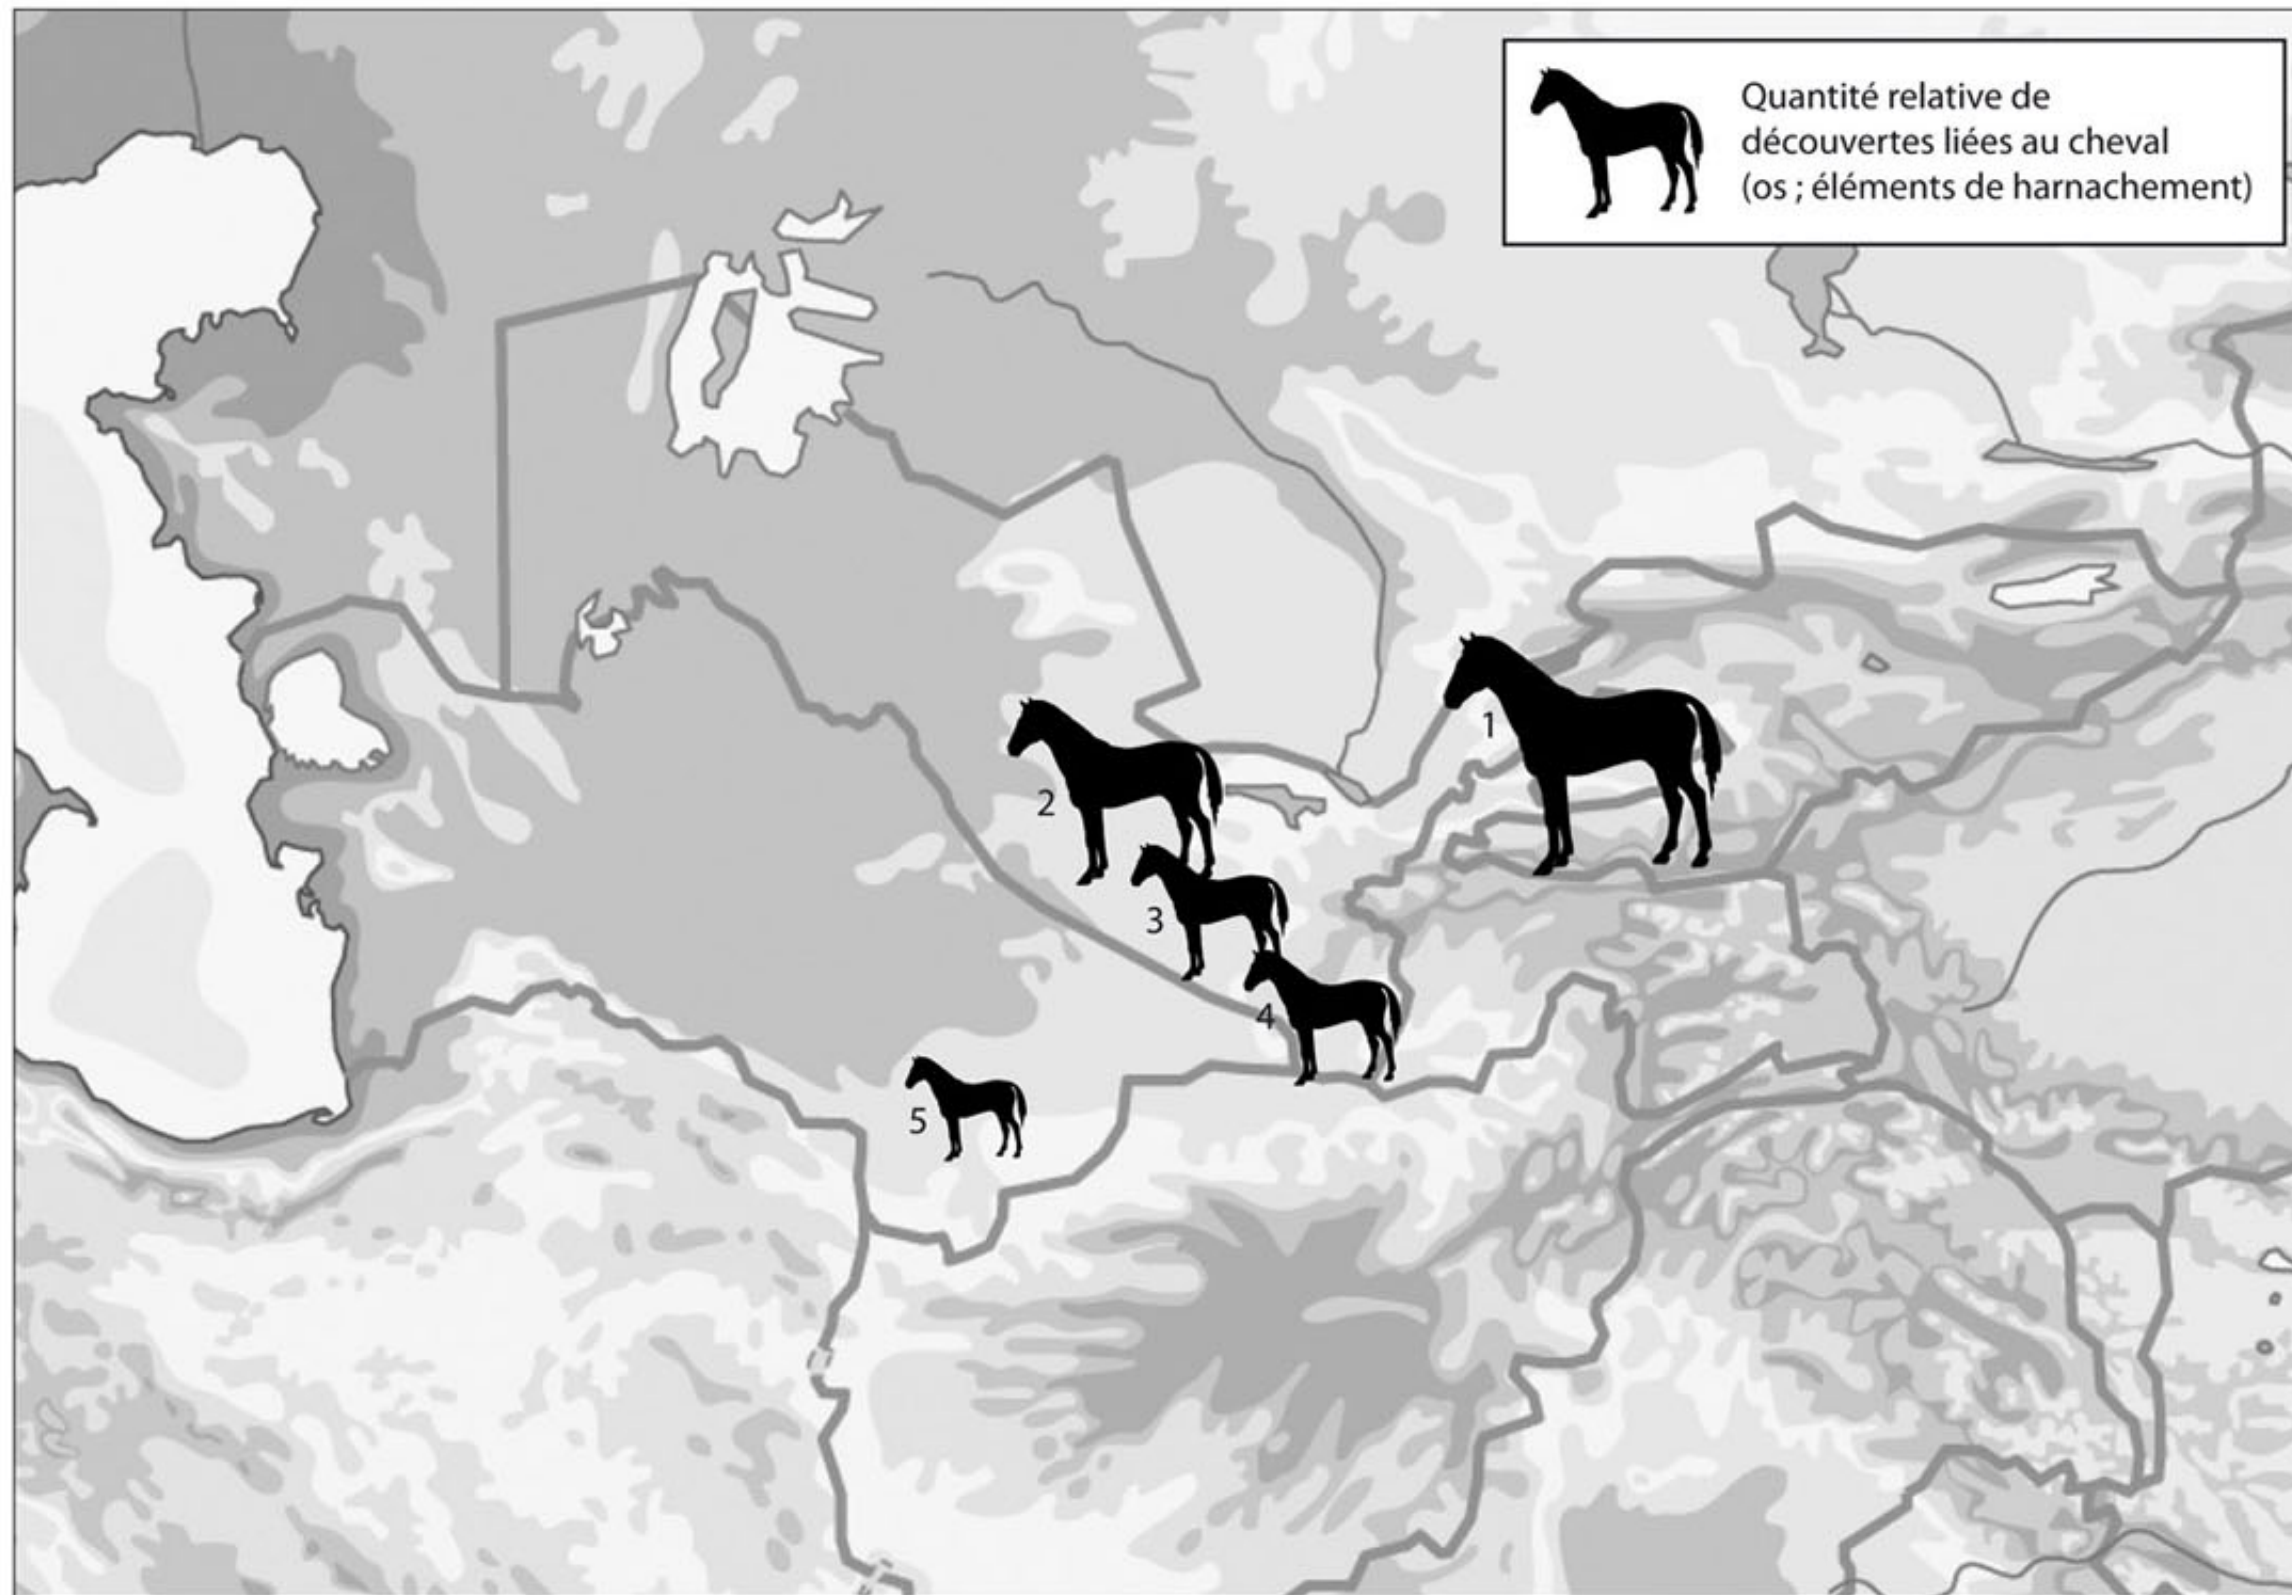 Quantité relative de
découvertes liées au cheval
(os ; éléments de harnachement)
1
2
3
4
5